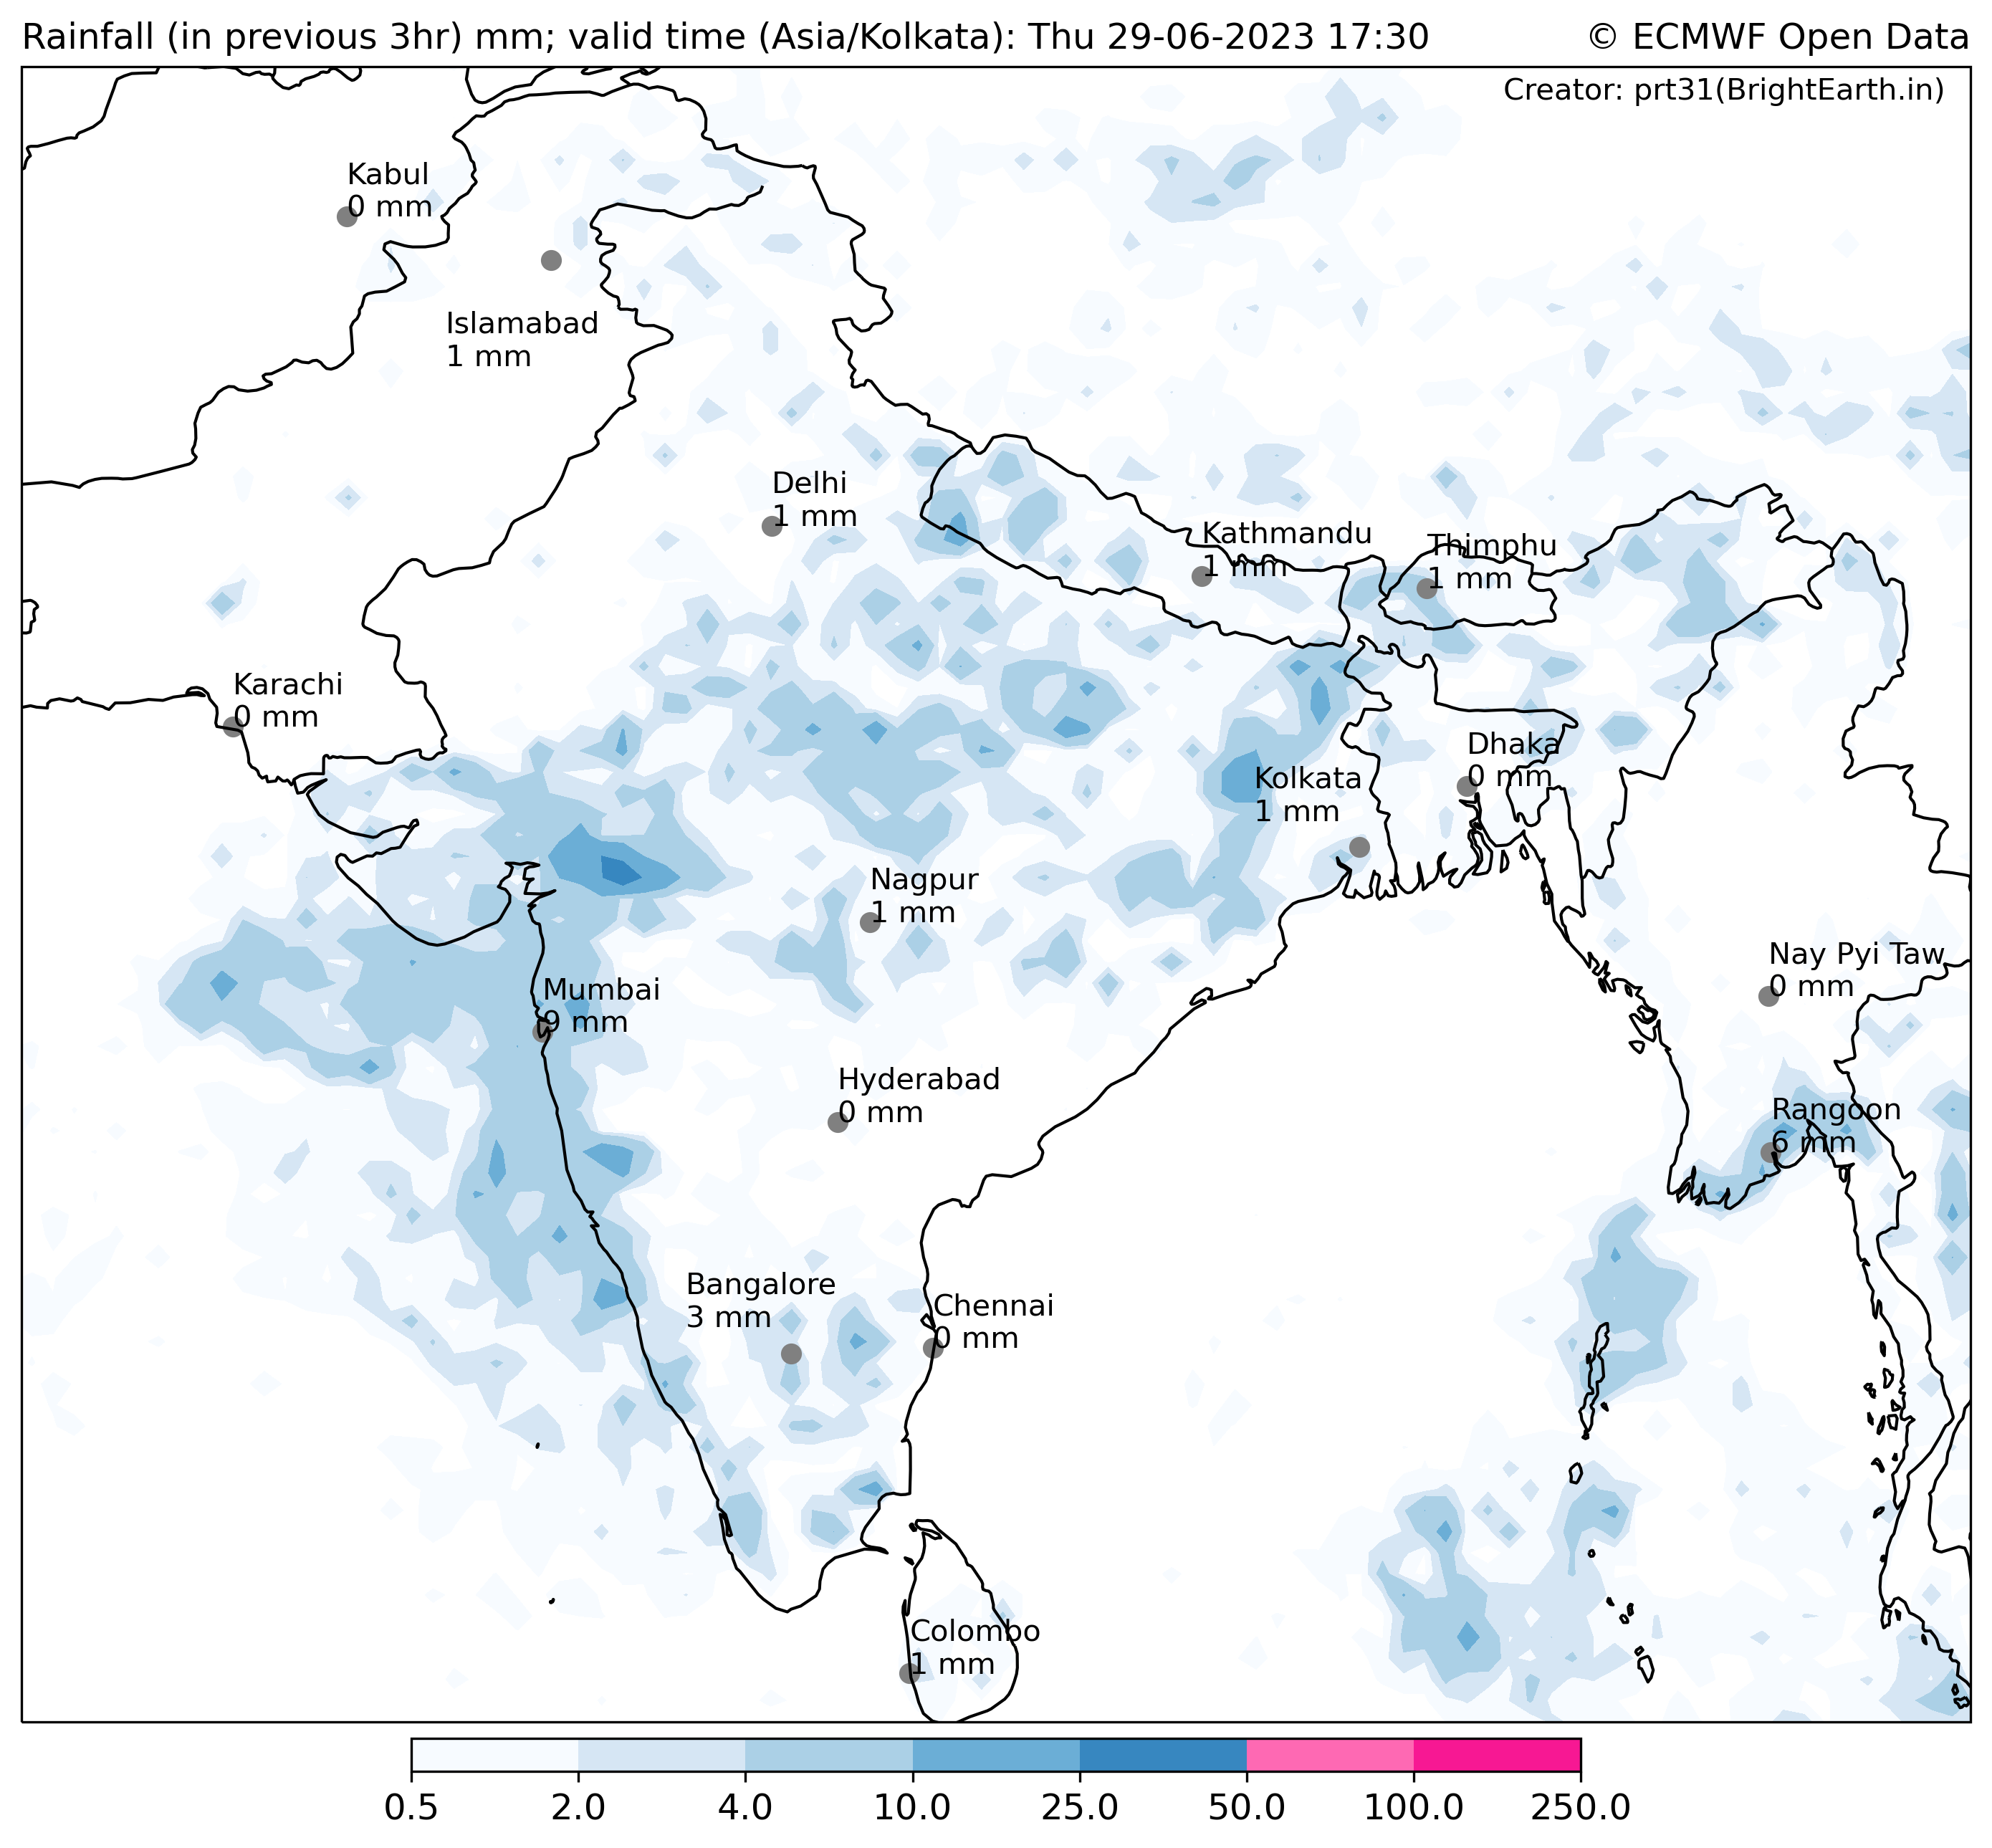 Rainfall (in previous 3hr) mm; valid time (Asia/Kolkata): Thu 29-06-2023 17:30
© ECMWF Open Data
Creator: prt31(BrightEarth.in)
Kabul
0 mm
Islamabad
1 mm
Delhi
1 mm
Kathmandu
1 mm
Thimphu
1 mm
Karachi
0 mm
Dhaka
0 mm
Kolkata
1 mm
Nagpur
1 mm
Nay Pyi Taw
0 mm
Mumbai
9 mm
Hyderabad
0 mm
Rangoon
6 mm
Bangalore
3 mm
Chennai
0 mm
Colombo
1 mm
0.5 2.0 4.0 10.0 25.0 50.0 100.0 250.0